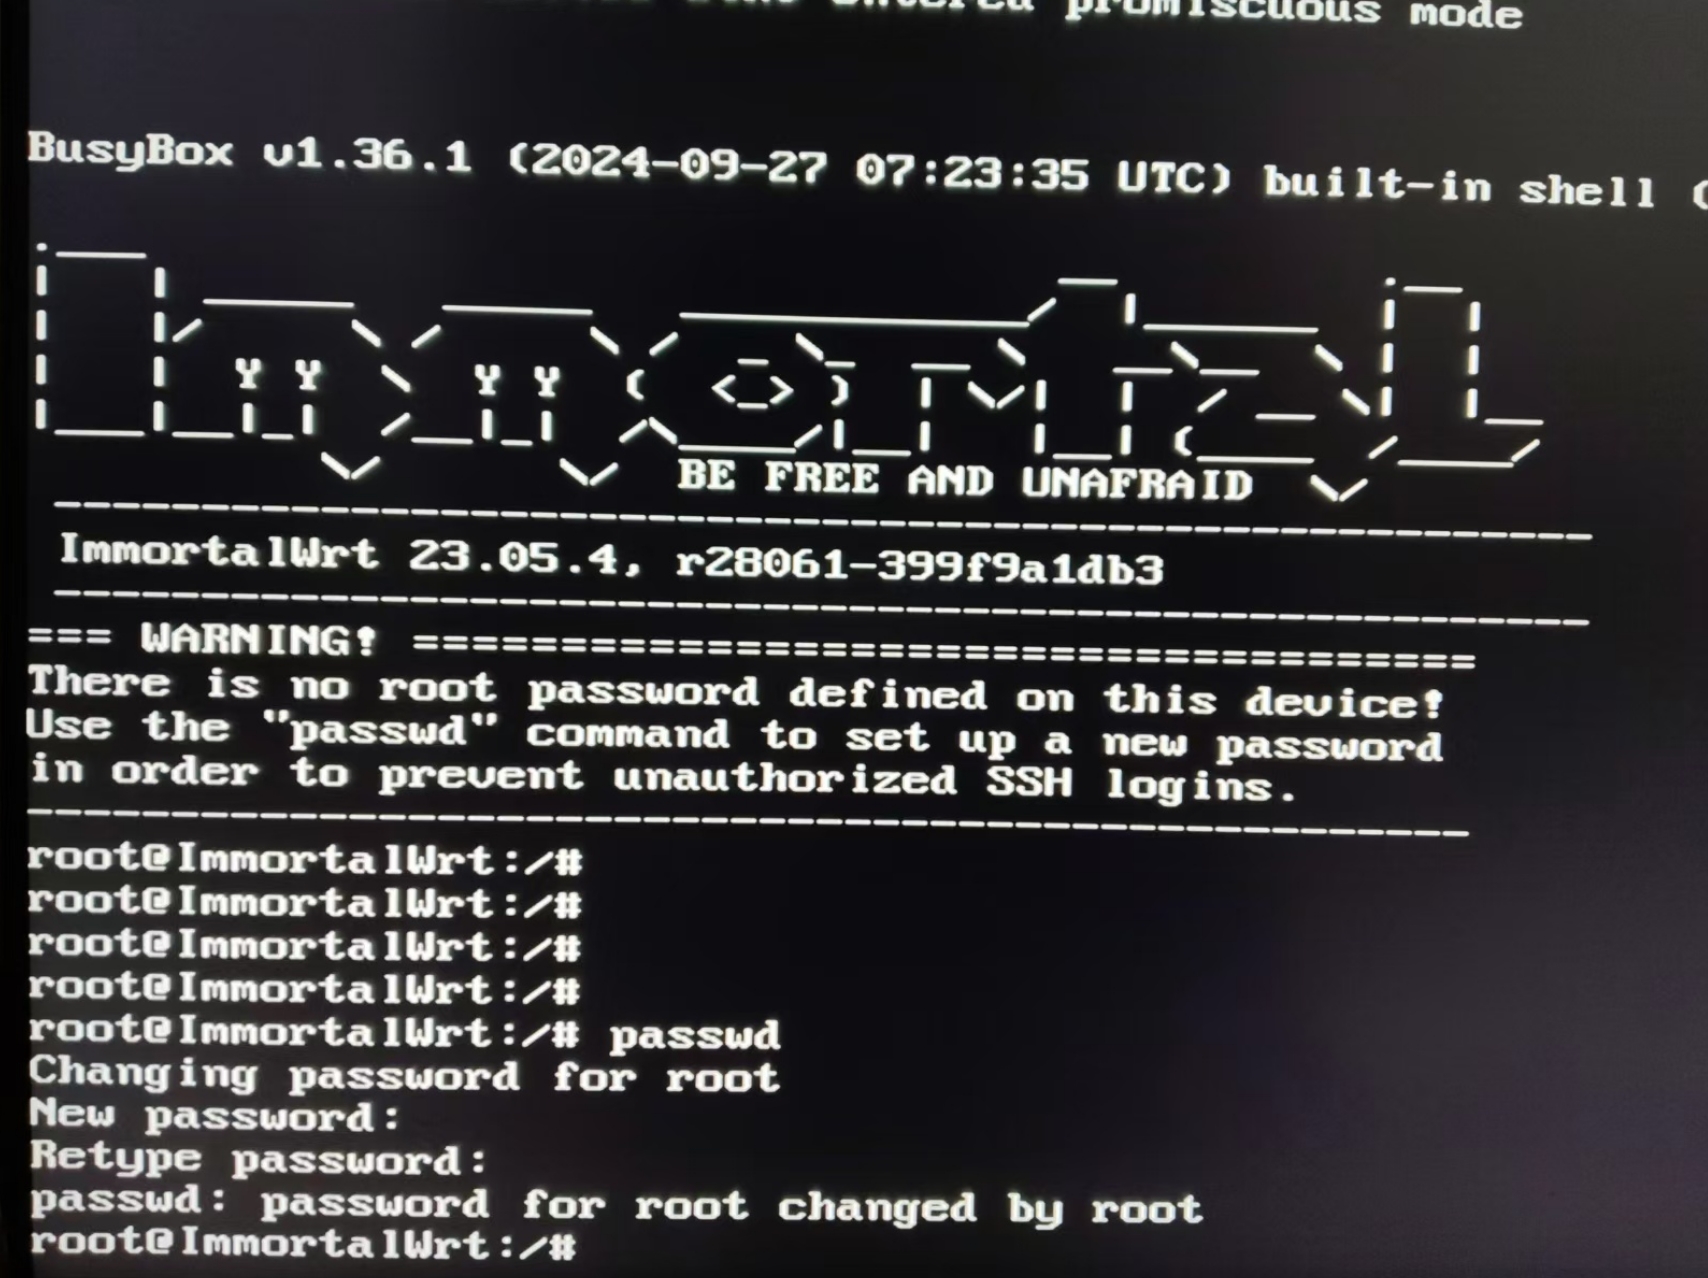 promiscuous mode
BusyBox v1.36.1 (2024-09-27 07:23:35 UTC) built-in shell (
BE FREE AND UNAFRAID
ImmortalWrt 23.05.4, r28061-399f9a1db3
=== WARNING! =====================================
There is no root password defined on this device!
Use the "passwd" command to set up a new password
in order to prevent unauthorized SSH logins.
root@ImmortalWrt:/#
root@ImmortalWrt:/#
root@ImmortalWrt:/#
root@ImmortalWrt:/#
root@ImmortalWrt:/# passwd
Changing password for root
New password:
Retype password:
passwd: password for root changed by root
root@ImmortalWrt:/#